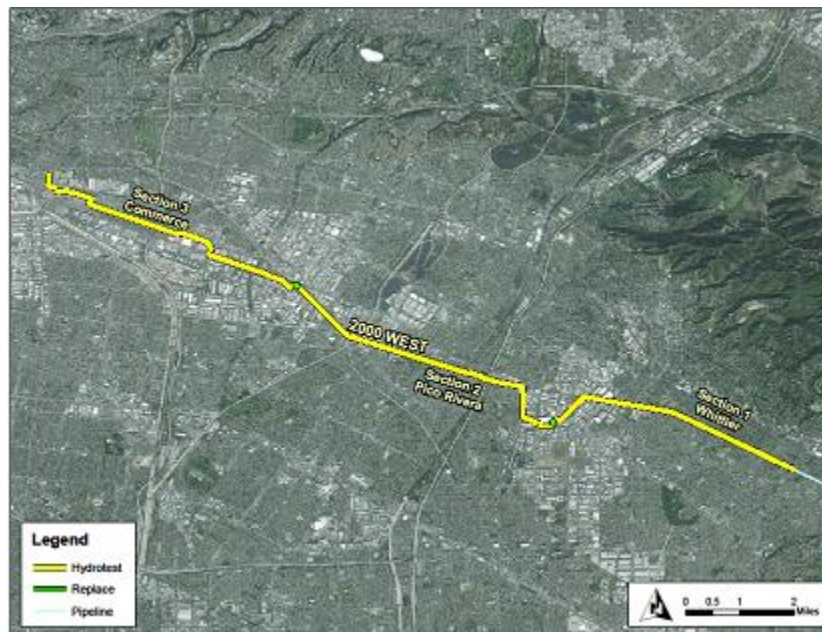 Section 3
Commerce
2000 WEST
Section 2
Pico Rivera
Section 1
Whittier
Legend
Hydrotest
Replace
Pipeline
0 0.5 1 2
Miles